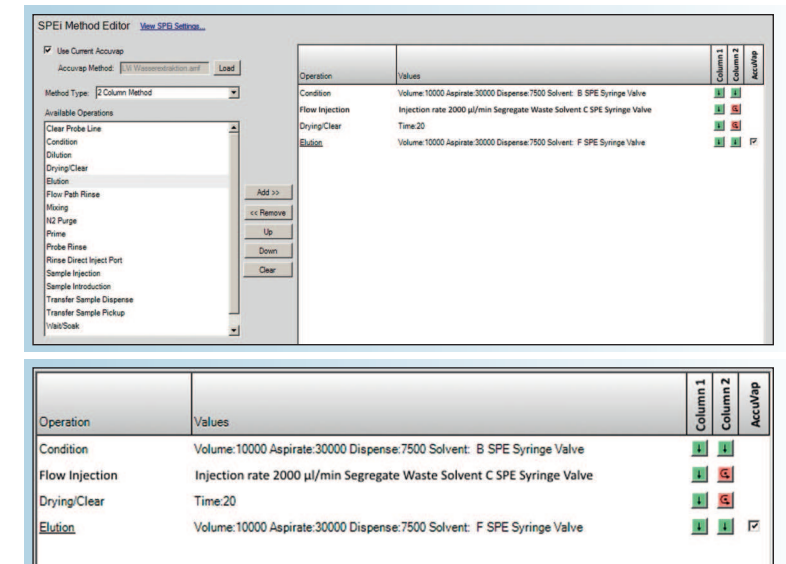 SPEi Method Editor View SPEi Settings...
Use Current Accuvap
Accuvap Method: LVi Wasserextraktion.amf Load
Method Type: 2 Column Method
Available Operations
Clear Probe Line
Condition
Dilution
Drying/Clear
Elution
Flow Path Rinse
Mixing
N2 Purge
Prime
Probe Rinse
Rinse Direct Inject Port
Sample Injection
Sample Introduction
Transfer Sample Dispense
Transfer Sample Pickup
Wait/Soak
Add >>
<< Remove
Up
Down
Clear
Operation Values Column 1 Column 2 AccuVap
Condition Volume:10000 Aspirate:30000 Dispense:7500 Solvent: B SPE Syringe Valve
Flow Injection Injection rate 2000 µl/min Segregate Waste Solvent C SPE Syringe Valve
Drying/Clear Time:20
Elution Volume:10000 Aspirate:30000 Dispense:7500 Solvent: F SPE Syringe Valve
Operation Values Column 1 Column 2 AccuVap
Condition Volume:10000 Aspirate:30000 Dispense:7500 Solvent: B SPE Syringe Valve
Flow Injection Injection rate 2000 µl/min Segregate Waste Solvent C SPE Syringe Valve
Drying/Clear Time:20
Elution Volume:10000 Aspirate:30000 Dispense:7500 Solvent: F SPE Syringe Valve